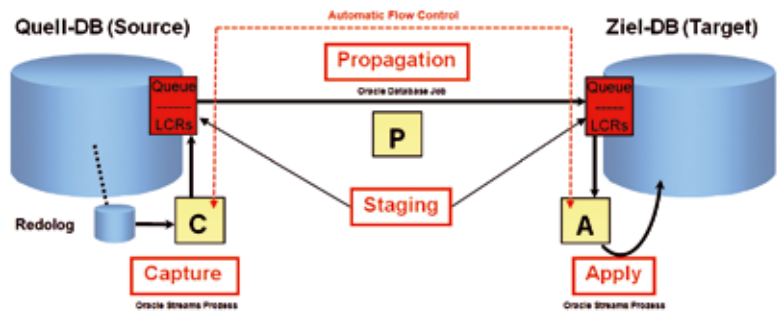 Automatic Flow Control
Quell-DB (Source)
Ziel-DB (Target)
Propagation
Oracle Database Job
Queue
------
LCRs
Queue
------
LCRs
P
Staging
Redolog
C
A
Capture
Apply
Oracle Streams Prozess
Oracle Streams Prozess